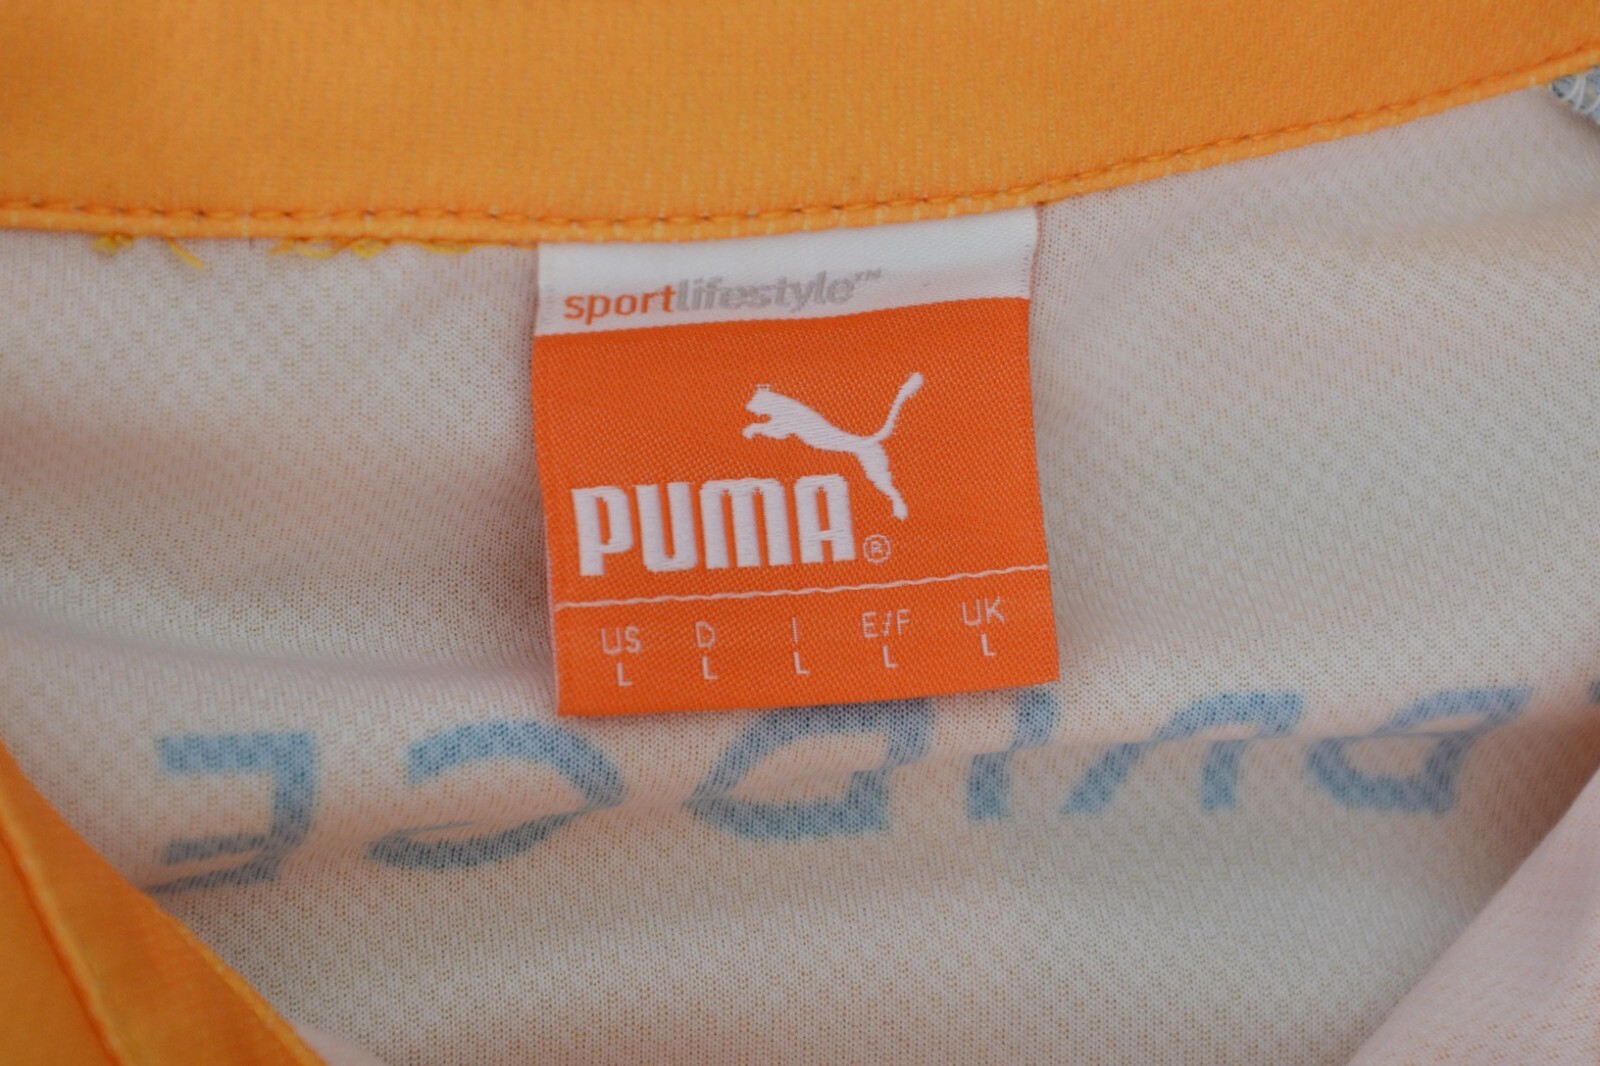 sportlifestyle™
PUMA®
US D I E/F UK
L L L L L